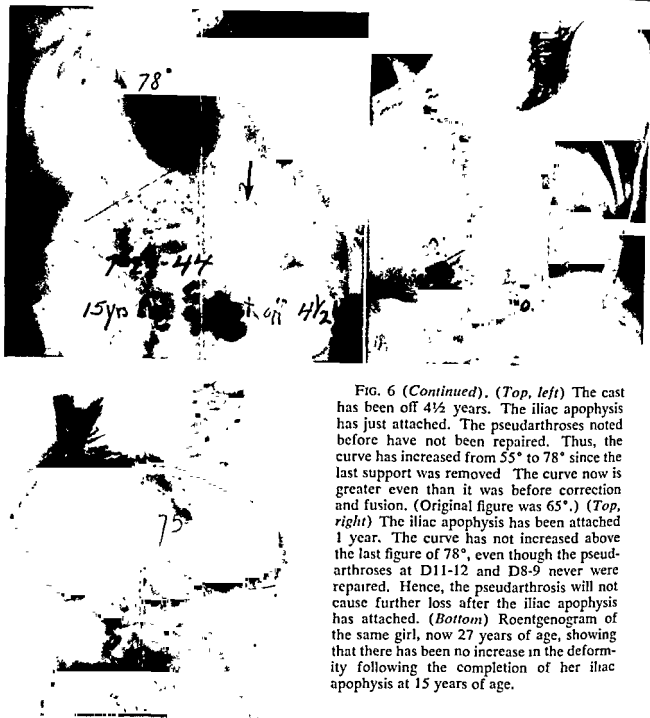 78°
15 yrs
off 4½
75
FIG. 6 (Continued). (Top, left) The cast
has been off 4½ years. The iliac apophysis
has just attached. The pseudarthroses noted
before have not been repaired. Thus, the
curve has increased from 55° to 78° since the
last support was removed The curve now is
greater even than it was before correction
and fusion. (Original figure was 65°.) (Top,
right) The iliac apophysis has been attached
1 year. The curve has not increased above
the last figure of 78°, even though the pseud-
arthroses at D11-12 and D8-9 never were
repaired. Hence, the pseudarthrosis will not
cause further loss after the iliac apophysis
has attached. (Bottom) Roentgenogram of
the same girl, now 27 years of age, showing
that there has been no increase in the deform-
ity following the completion of her iliac
apophysis at 15 years of age.